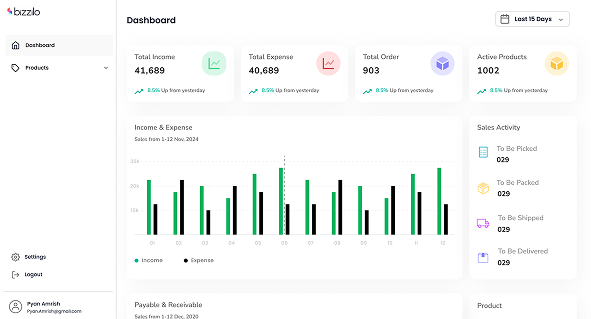 bizzilo
Dashboard
Last 15 Days
Dashboard
Products
Total Income
41,689
8.5% Up from yesterday
Total Expense
40,689
8.5% Up from yesterday
Total Order
903
8.5% Up from yesterday
Active Products
1002
8.5% Up from yesterday
Income & Expense
Sales from 1-12 Nov, 2024
30k
20k
10k
01 02 03 04 05 06 07 08 09 10 11 12
Income Expense
Sales Activity
To Be Picked
029
To Be Packed
029
To Be Shipped
029
To Be Delivered
029
Settings
Logout
Pyan Amrish
Pyan.Amrish@gmail.com
Payable & Receivable
Sales from 1-12 Dec, 2020
Product